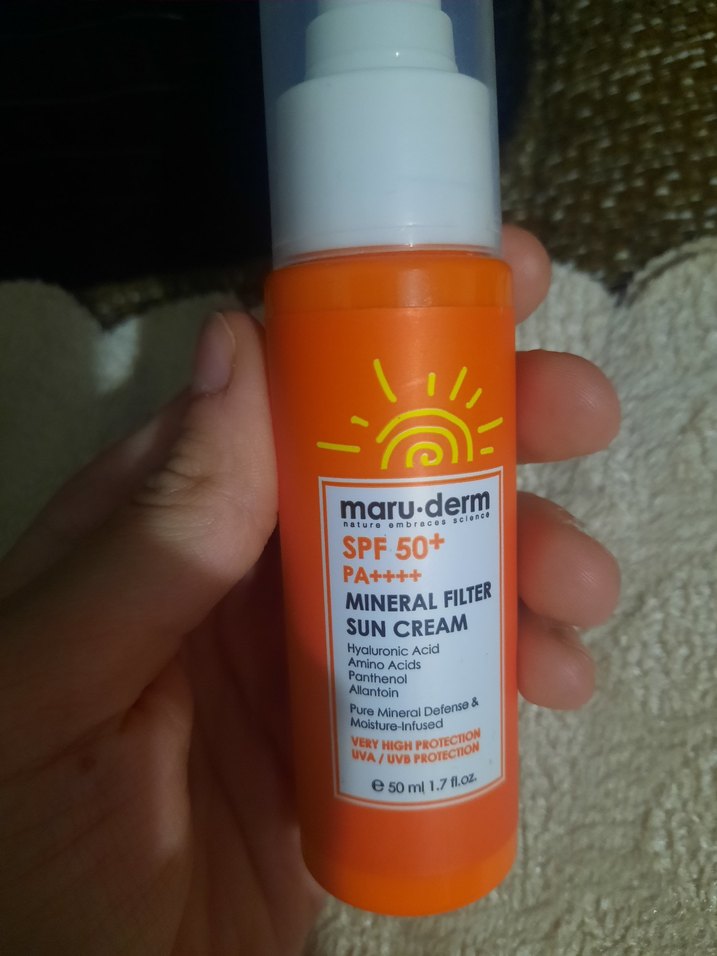 maru·derm
nature embraces science
SPF 50+
PA++++
MINERAL FILTER
SUN CREAM
Hyaluronic Acid
Amino Acids
Panthenol
Allantoin
Pure Mineral Defense &
Moisture-Infused
VERY HIGH PROTECTION
UVA / UVB PROTECTION
℮ 50 ml 1.7 fl.oz.